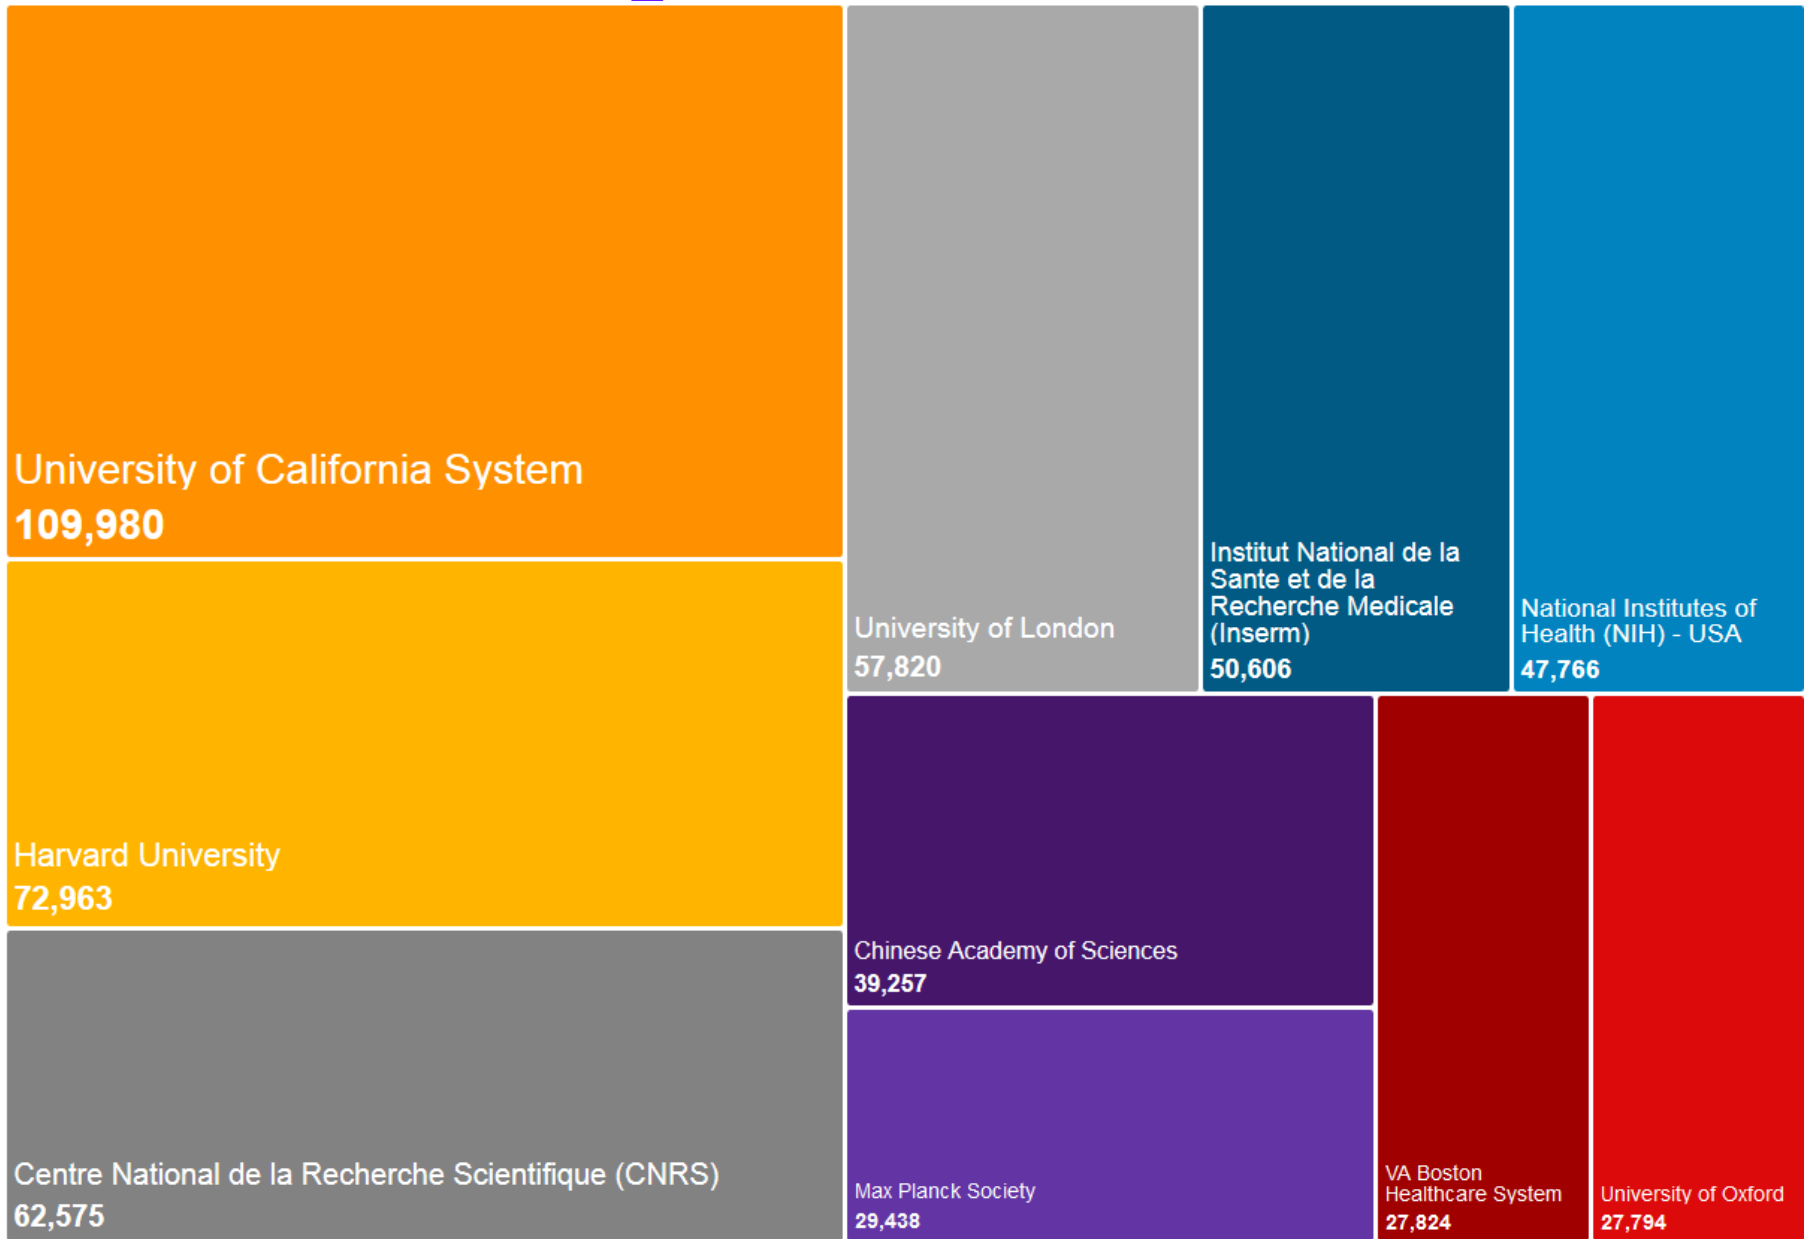 University of California System
109,980
Harvard University
72,963
Centre National de la Recherche Scientifique (CNRS)
62,575
University of London
57,820
Institut National de la
Sante et de la
Recherche Medicale
(Inserm)
50,606
National Institutes of
Health (NIH) - USA
47,766
Chinese Academy of Sciences
39,257
Max Planck Society
29,438
VA Boston
Healthcare System
27,824
University of Oxford
27,794